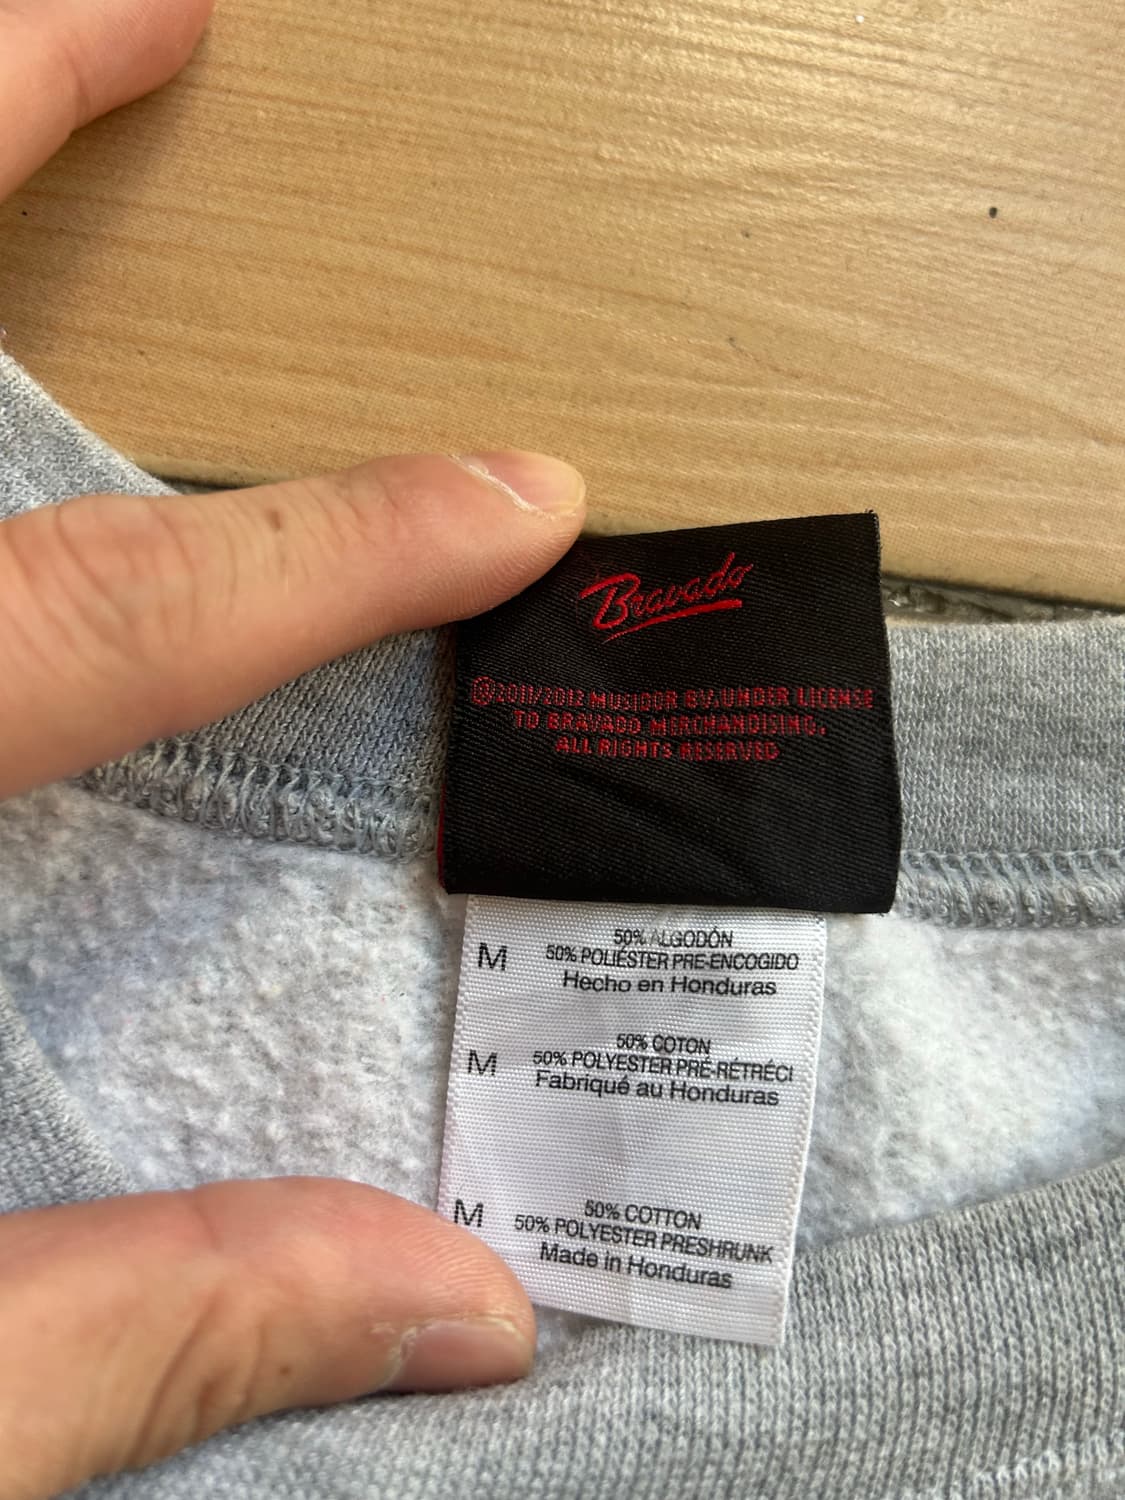 Bravado
©2011/2012 MUSIDOR BV.UNDER LICENSE
TO BRAVADO MERCHANDISING.
ALL RIGHTS RESERVED
M
50% ALGODÓN
50% POLIÉSTER PRE-ENCOGIDO
Hecho en Honduras
M
50% COTON
50% POLYESTER PRÉ-RÉTRÉCI
Fabriqué au Honduras
M
50% COTTON
50% POLYESTER PRESHRUNK
Made in Honduras